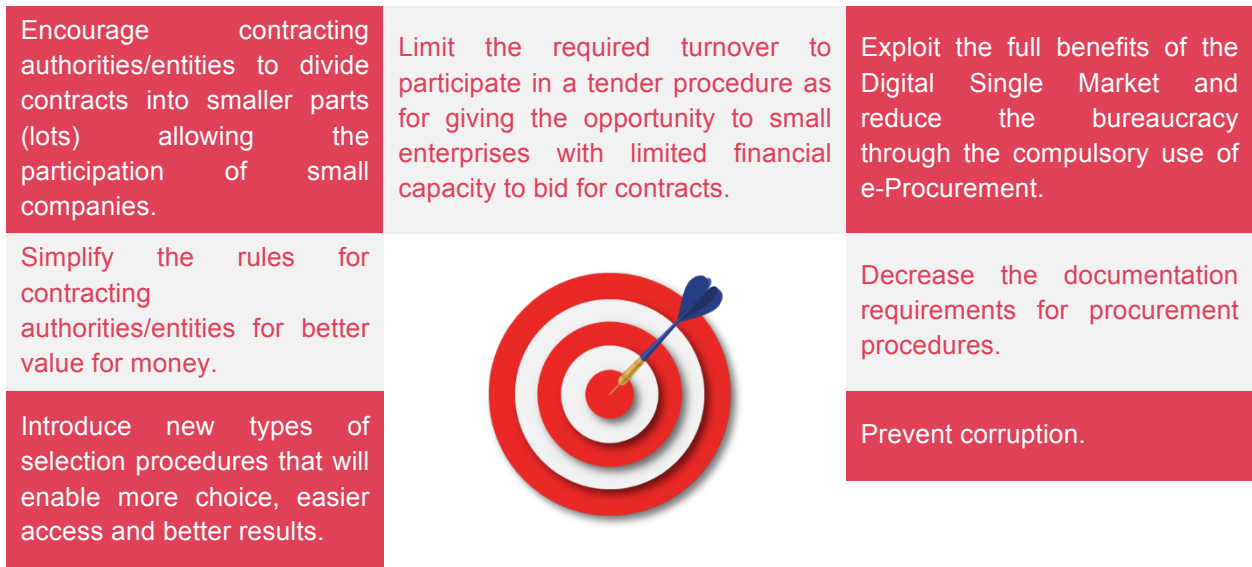 Encourage contracting
authorities/entities to divide
contracts into smaller parts
(lots) allowing the
participation of small
companies.
Limit the required turnover to
participate in a tender procedure as
for giving the opportunity to small
enterprises with limited financial
capacity to bid for contracts.
Exploit the full benefits of the
Digital Single Market and
reduce the bureaucracy
through the compulsory use of
e-Procurement.
Simplify the rules for
contracting
authorities/entities for better
value for money.
Decrease the documentation
requirements for procurement
procedures.
Introduce new types of
selection procedures that will
enable more choice, easier
access and better results.
Prevent corruption.